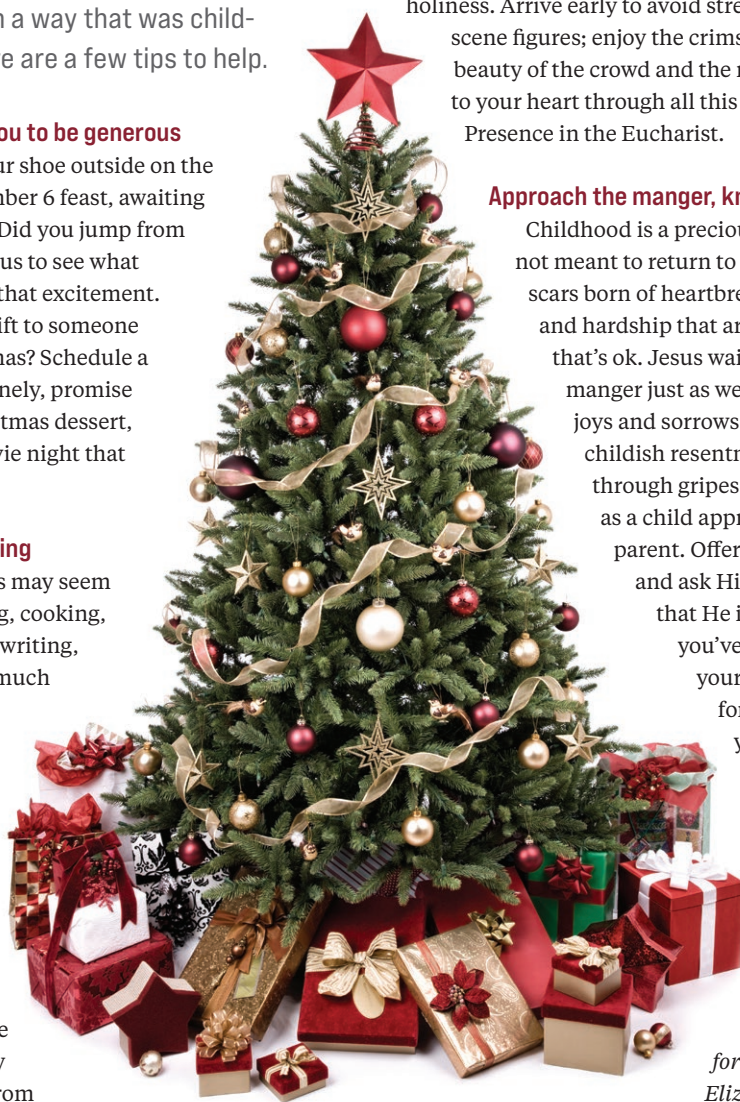 n a way that was child-
re are a few tips to help.
ou to be generous
ur shoe outside on the
mber 6 feast, awaiting
Did you jump from
us to see what
that excitement.
ift to someone
mas? Schedule a
nely, promise
tmas dessert,
vie night that
ing
s may seem
g, cooking,
writing,
much
e
y
rom
holiness. Arrive early to avoid stre
scene figures; enjoy the crims
beauty of the crowd and the
to your heart through all this
Presence in the Eucharist.
Approach the manger, kn
Childhood is a preciou
not meant to return to
scars born of heartbre
and hardship that ar
that's ok. Jesus wai
manger just as we
joys and sorrows
childish resentm
through gripes
as a child appr
parent. Offer
and ask Hi
that He i
you've
your
for
y
for
Eliz